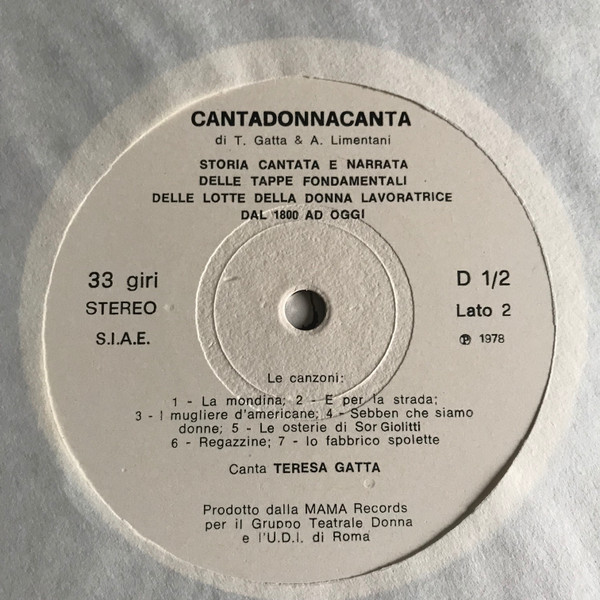 CANTADONNACANTA
di T. Gatta & A. Limentani
STORIA CANTATA E NARRATA
DELLE TAPPE FONDAMENTALI
DELLE LOTTE DELLA DONNA LAVORATRICE
DAL 1800 AD OGGI
33 giri
STEREO
S.I.A.E.
D 1/2
Lato 2
℗ 1978
Le canzoni:
1 - La mondina; 2 - E per la strada;
3 - I mugliere d'americane; 4 - Sebben che siamo
donne; 5 - Le osterie di Sor Giolitti
6 - Regazzine; 7 - Io fabbrico spolette
Canta TERESA GATTA
Prodotto dalla MAMA Records
per il Gruppo Teatrale Donna
e l'U.D.I. di Roma